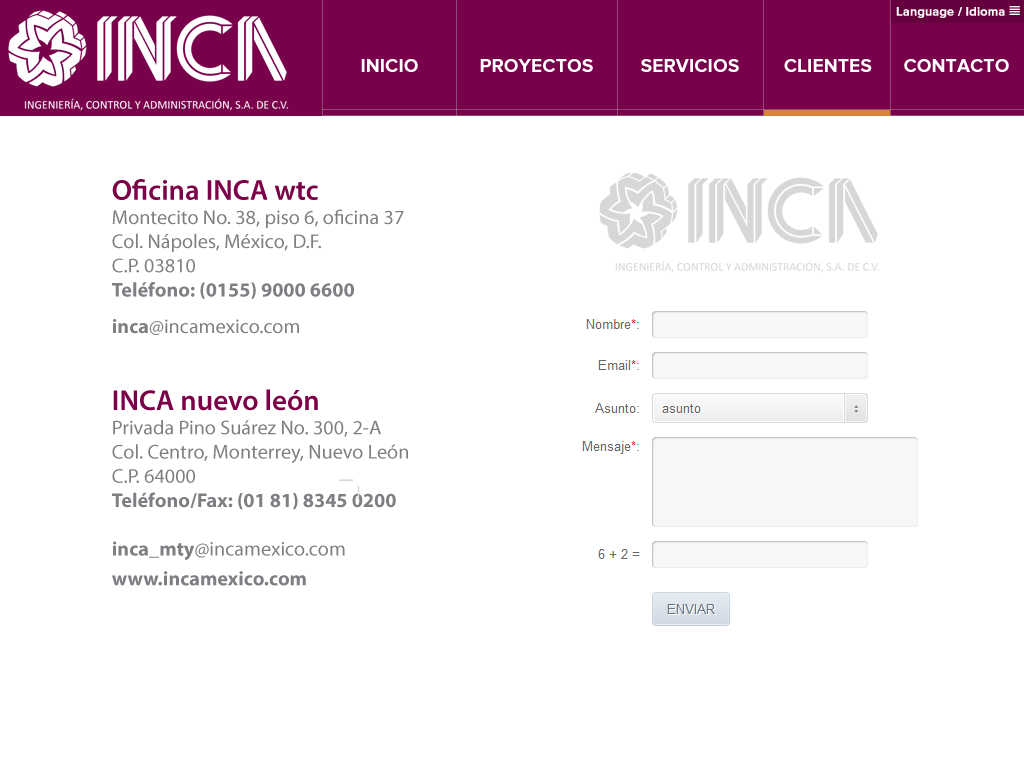 INCA
INGENIERÍA, CONTROL Y ADMINISTRACIÓN, S.A. DE C.V.
INICIO
PROYECTOS
SERVICIOS
CLIENTES
CONTACTO
Language / Idioma
Oficina INCA wtc
Montecito No. 38, piso 6, oficina 37
Col. Nápoles, México, D.F.
C.P. 03810
Teléfono: (0155) 9000 6600
inca@incamexico.com
INCA nuevo león
Privada Pino Suárez No. 300, 2-A
Col. Centro, Monterrey, Nuevo León
C.P. 64000
Teléfono/Fax: (01 81) 8345 0200
inca_mty@incamexico.com
www.incamexico.com
INCA
INGENIERÍA, CONTROL Y ADMINISTRACIÓN, S.A. DE C.V.
Nombre*:
Email*:
Asunto: asunto
Mensaje*:
6 + 2 =
ENVIAR